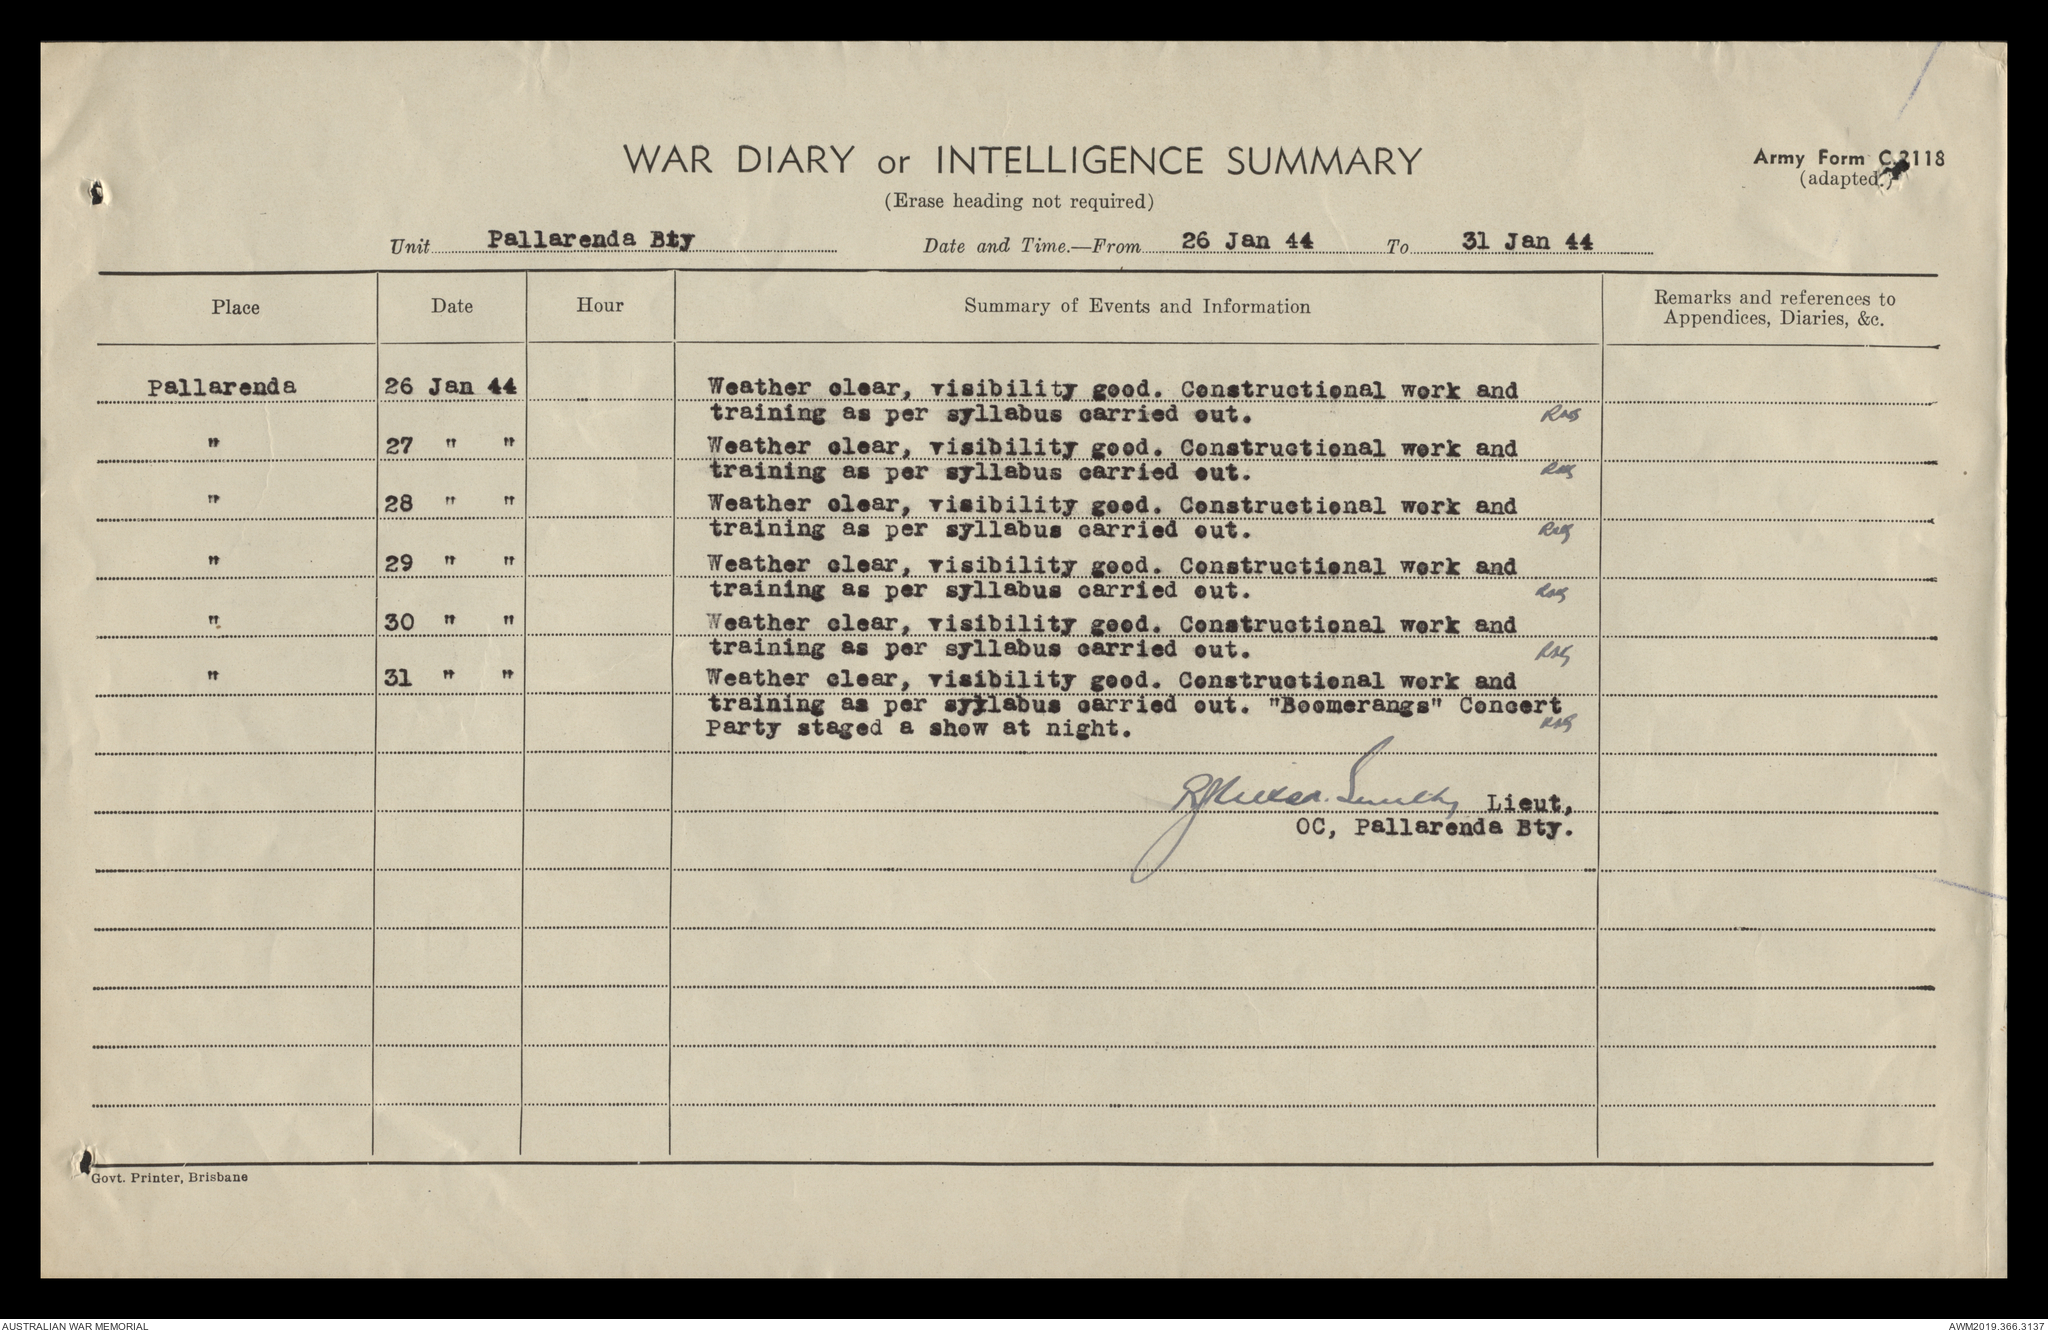 WAR DIARY or INTELLIGENCE SUMMARY
Army Form C.2118
(adapted.)
(Erase heading not required)
Unit Pallarenda Bty Date and Time.—From 26 Jan 44 To 31 Jan 44
Place Date Hour Summary of Events and Information Remarks and references to
Appendices, Diaries, &c.
Pallarenda 26 Jan 44 Weather clear, visibility good. Constructional work and
training as per syllabus carried out.
" 27 " " Weather clear, visibility good. Constructional work and
training as per syllabus carried out.
" 28 " " Weather clear, visibility good. Constructional work and
training as per syllabus carried out.
" 29 " " Weather clear, visibility good. Constructional work and
training as per syllabus carried out.
" 30 " " Weather clear, visibility good. Constructional work and
training as per syllabus carried out.
" 31 " " Weather clear, visibility good. Constructional work and
training as per syllabus carried out. "Boomerangs" Concert
Party staged a show at night.
Lieut,
OC, Pallarenda Bty.
Govt. Printer, Brisbane
AUSTRALIAN WAR MEMORIAL
AWM2019.366.3137